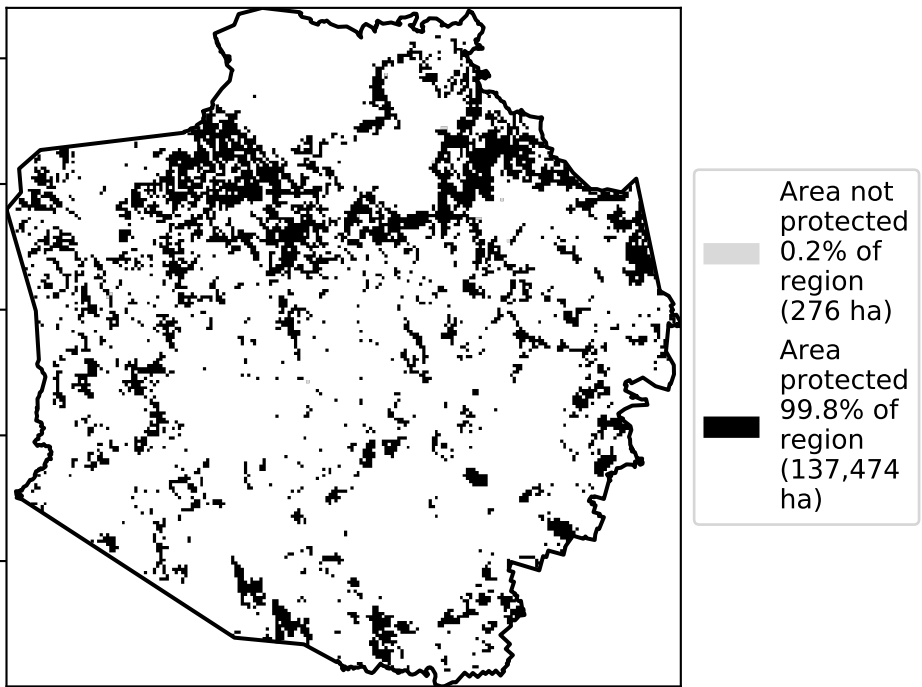 Area not
protected
0.2% of
region
(276 ha)
Area
protected
99.8% of
region
(137,474
ha)